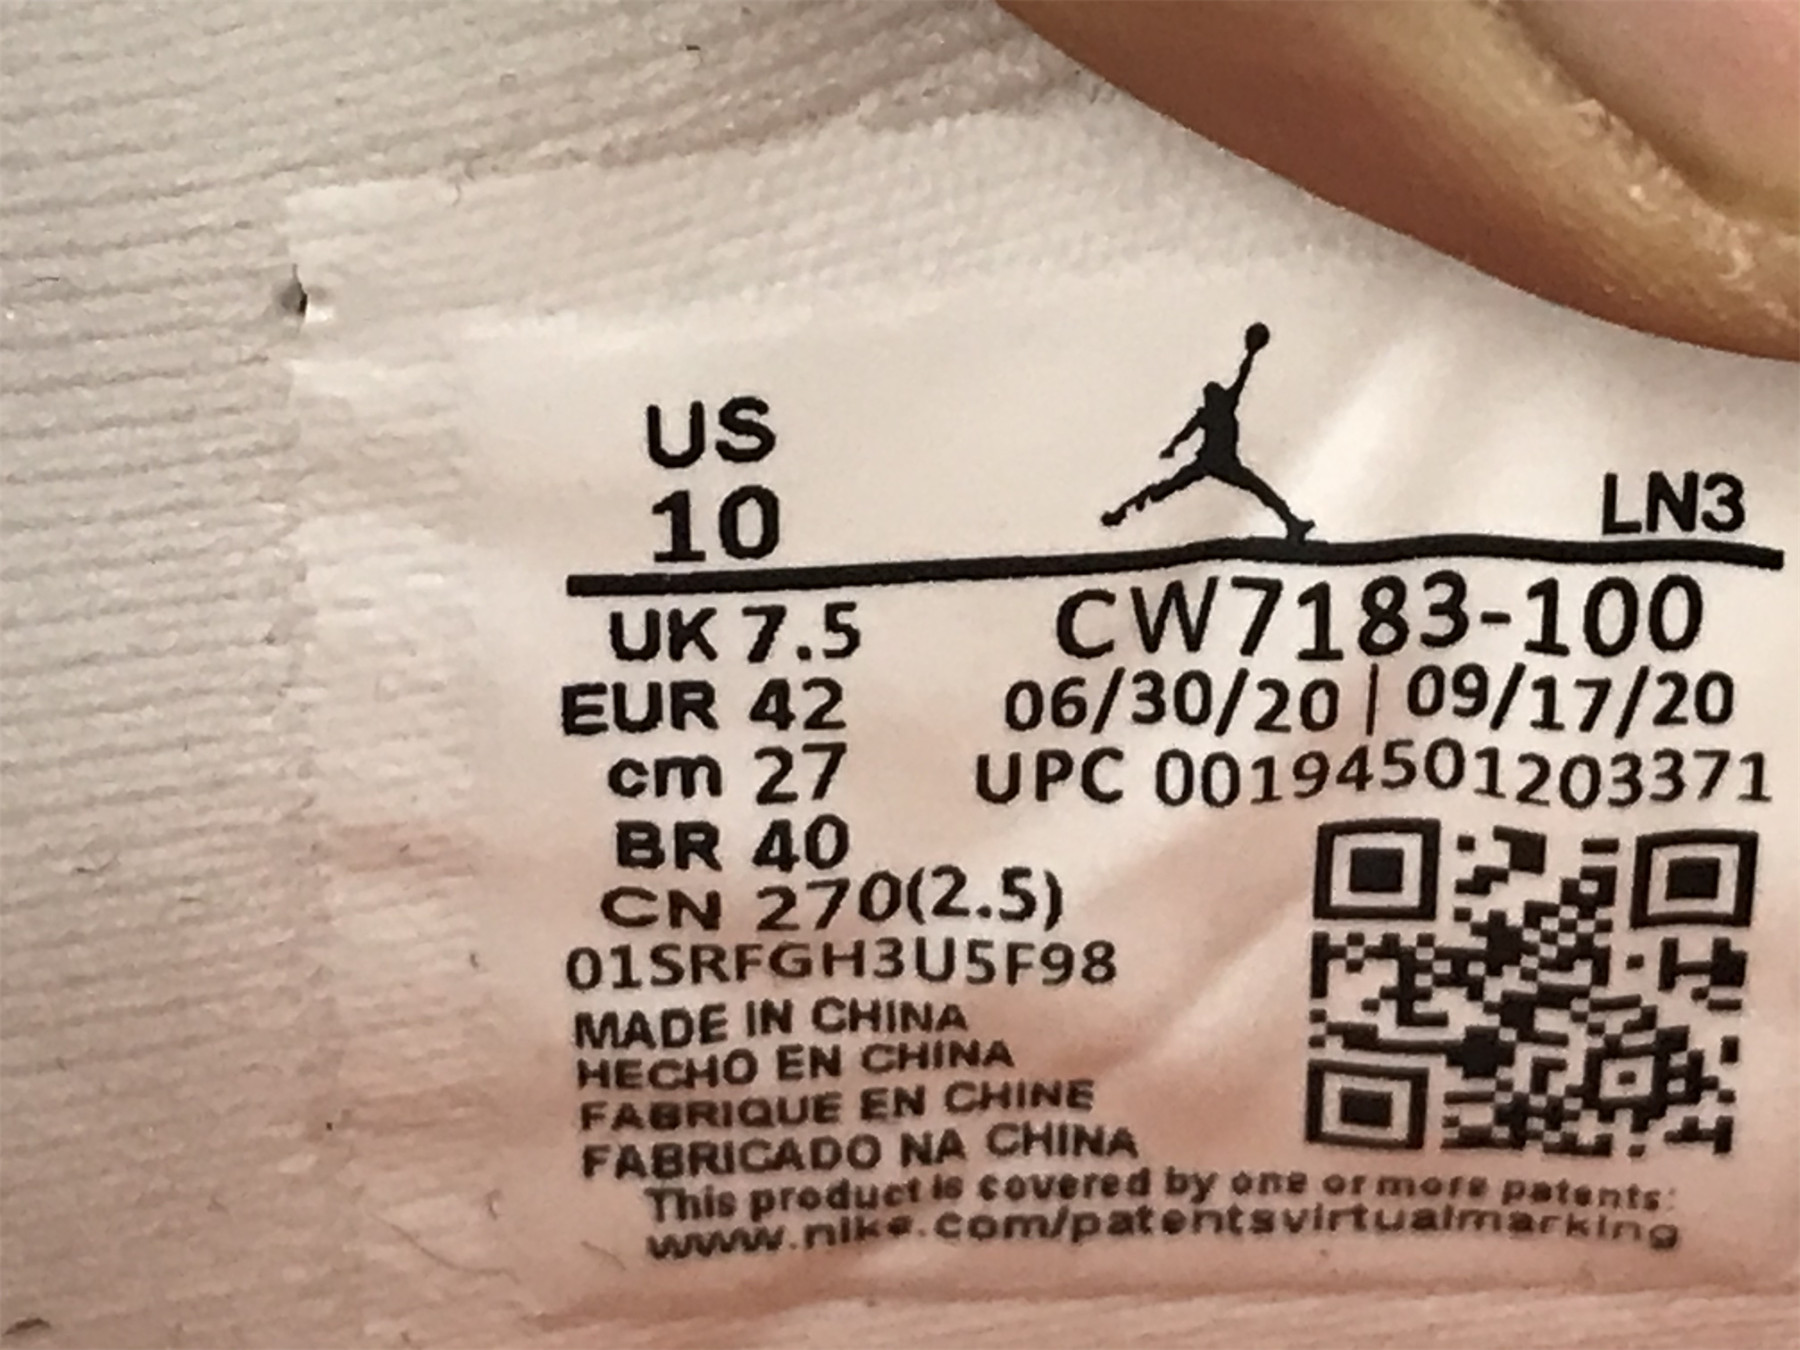 US
10
LN3
UK 7.5
EUR 42
cm 27
BR 40
CN 270(2.5)
CW7183-100
06/30/20 | 09/17/20
UPC 00194501203371
01SRFGH3U5F98
MADE IN CHINA
HECHO EN CHINA
FABRIQUE EN CHINE
FABRICADO NA CHINA
This product is covered by one or more patents:
www.nike.com/patentsvirtualmarking